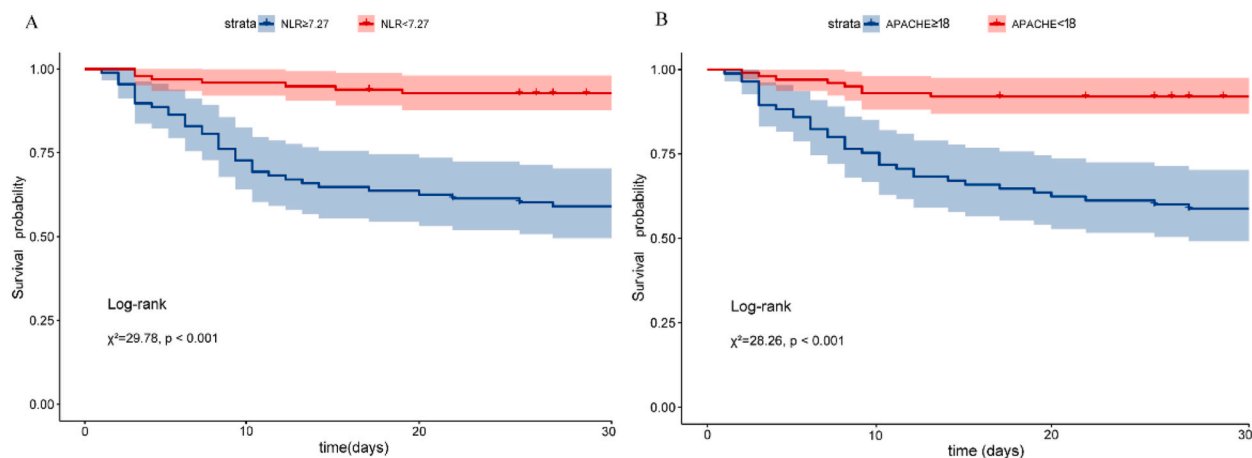 A
strata NLR≥7.27 NLR<7.27
1.00
0.75
0.50
0.25
0.00
Survival probability
Log-rank
χ²=29.78, p < 0.001
0 10 20 30
time(days)
B
strata APACHE≥18 APACHE<18
1.00
0.75
0.50
0.25
0.00
Survival probability
Log-rank
χ²=28.26, p < 0.001
0 10 20 30
time (days)